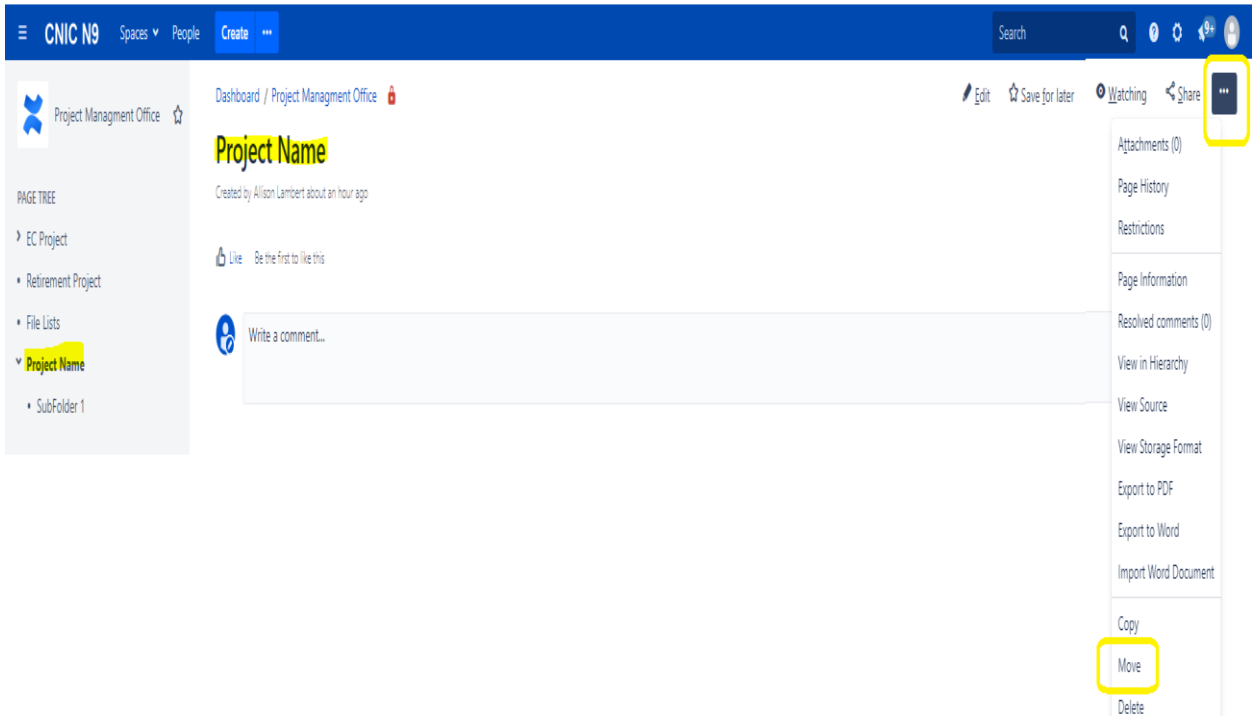 CNIC N9 Spaces People Create ••• Search 9+
Project Managment Office
Dashboard / Project Managment Office
Edit Save for later Watching Share •••
Project Name
Created by Allison Lambert about an hour ago
Like Be the first to like this
Write a comment...
PAGE TREE
EC Project
• Retirement Project
• File Lists
Project Name
• SubFolder 1
Attachments (0)
Page History
Restrictions
Page Information
Resolved comments (0)
View in Hierarchy
View Source
View Storage Format
Export to PDF
Export to Word
Import Word Document
Copy
Move
Delete